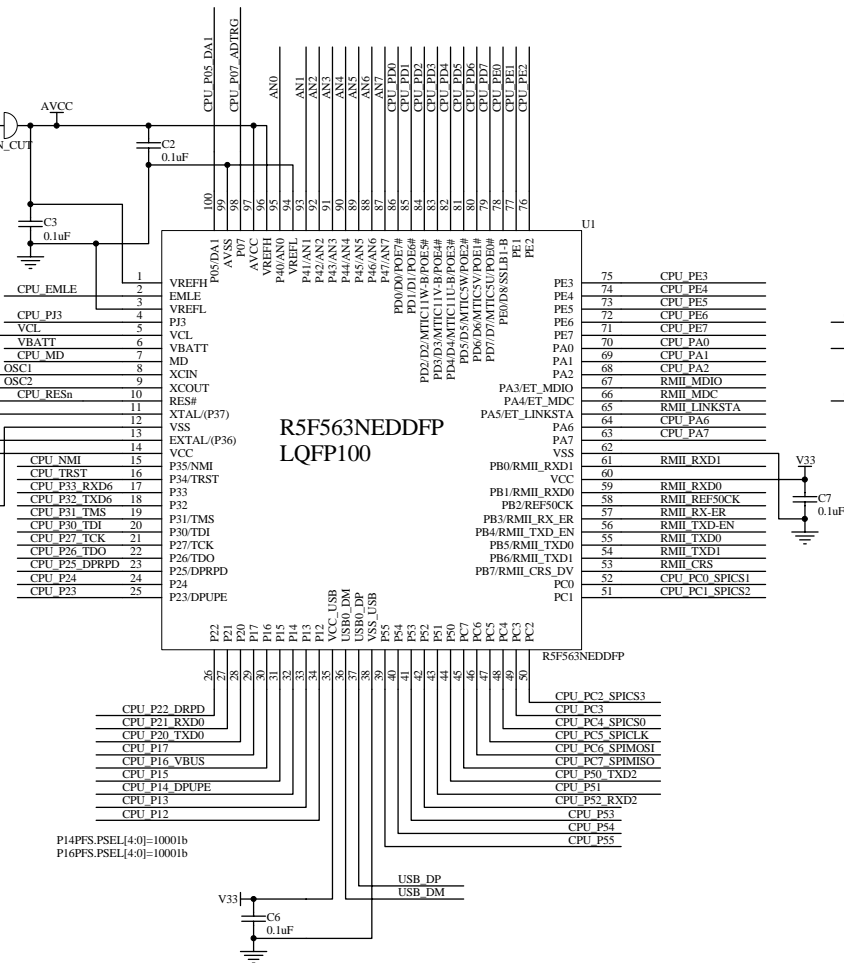 CPU_P05_DA1
CPU_P07_ADTRG
AN0
AN1
AN2
AN3
AN4
AN5
AN6
AN7
CPU_PD0
CPU_PD1
CPU_PD2
CPU_PD3
CPU_PD4
CPU_PD5
CPU_PD6
CPU_PD7
CPU_PE0
CPU_PE1
CPU_PE2
AVCC
N_CUT
C2
0.1uF
C3
0.1uF
100
99
98
97
96
95
94
93
92
91
90
89
88
87
86
85
84
83
82
81
80
79
78
77
76
U1
P05/DA1
AVSS
P07
AVCC
VREFH
P40/AN0
VREFL
P41/AN1
P42/AN2
P43/AN3
P44/AN4
P45/AN5
P46/AN6
P47/AN7
PD0/D0/POE7#
PD1/D1/POE6#
PD2/D2/MTIC11W-B/POE5#
PD3/D3/MTIC11V-B/POE4#
PD4/D4/MTIC11U-B/POE3#
PD5/D5/MTIC5W/POE2#
PD6/D6/MTIC5V/POE1#
PD7/D7/MTIC5U/POE0#
PE0/D8/SSLB1-B
PE1
PE2
1 VREFH
CPU_EMLE 2 EMLE
3 VREFL
CPU_PJ3 4 PJ3
VCL 5 VCL
VBATT 6 VBATT
CPU_MD 7 MD
OSC1 8 XCIN
OSC2 9 XCOUT
CPU_RESn 10 RES#
11 XTAL/(P37)
12 VSS
13 EXTAL/(P36)
14 VCC
CPU_NMI 15 P35/NMI
CPU_TRST 16 P34/TRST
CPU_P33_RXD6 17 P33
CPU_P32_TXD6 18 P32
CPU_P31_TMS 19 P31/TMS
CPU_P30_TDI 20 P30/TDI
CPU_P27_TCK 21 P27/TCK
CPU_P26_TDO 22 P26/TDO
CPU_P25_DPRPD 23 P25/DPRPD
CPU_P24 24 P24
CPU_P23 25 P23/DPUPE
R5F563NEDDFP
LQFP100
PE3 75 CPU_PE3
PE4 74 CPU_PE4
PE5 73 CPU_PE5
PE6 72 CPU_PE6
PE7 71 CPU_PE7
PA0 70 CPU_PA0
PA1 69 CPU_PA1
PA2 68 CPU_PA2
PA3/ET_MDIO 67 RMII_MDIO
PA4/ET_MDC 66 RMII_MDC
PA5/ET_LINKSTA 65 RMII_LINKSTA
PA6 64 CPU_PA6
PA7 63 CPU_PA7
VSS 62
PB0/RMII_RXD1 61 RMII_RXD1
VCC 60
PB1/RMII_RXD0 59 RMII_RXD0
PB2/REF50CK 58 RMII_REF50CK
PB3/RMII_RX_ER 57 RMII_RX-ER
PB4/RMII_TXD_EN 56 RMII_TXD-EN
PB5/RMII_TXD0 55 RMII_TXD0
PB6/RMII_TXD1 54 RMII_TXD1
PB7/RMII_CRS_DV 53 RMII_CRS
PC0 52 CPU_PC0_SPICS1
PC1 51 CPU_PC1_SPICS2
V33
C7
0.1uF
P22
P21
P20
P17
P16
P15
P14
P13
P12
VCC_USB
USB0_DM
USB0_DP
VSS_USB
P55
P54
P53
P52
P51
P50
PC7
PC6
PC5
PC4
PC3
PC2
R5F563NEDDFP
26
27
28
29
30
31
32
33
34
35
36
37
38
39
40
41
42
43
44
45
46
47
48
49
50
CPU_P22_DRPD
CPU_P21_RXD0
CPU_P20_TXD0
CPU_P17
CPU_P16_VBUS
CPU_P15
CPU_P14_DPUPE
CPU_P13
CPU_P12
CPU_PC2_SPICS3
CPU_PC3
CPU_PC4_SPICS0
CPU_PC5_SPICLK
CPU_PC6_SPIMOSI
CPU_PC7_SPIMISO
CPU_P50_TXD2
CPU_P51
CPU_P52_RXD2
CPU_P53
CPU_P54
CPU_P55
P14PFS.PSEL[4:0]=10001b
P16PFS.PSEL[4:0]=10001b
USB_DP
USB_DM
V33
C6
0.1uF